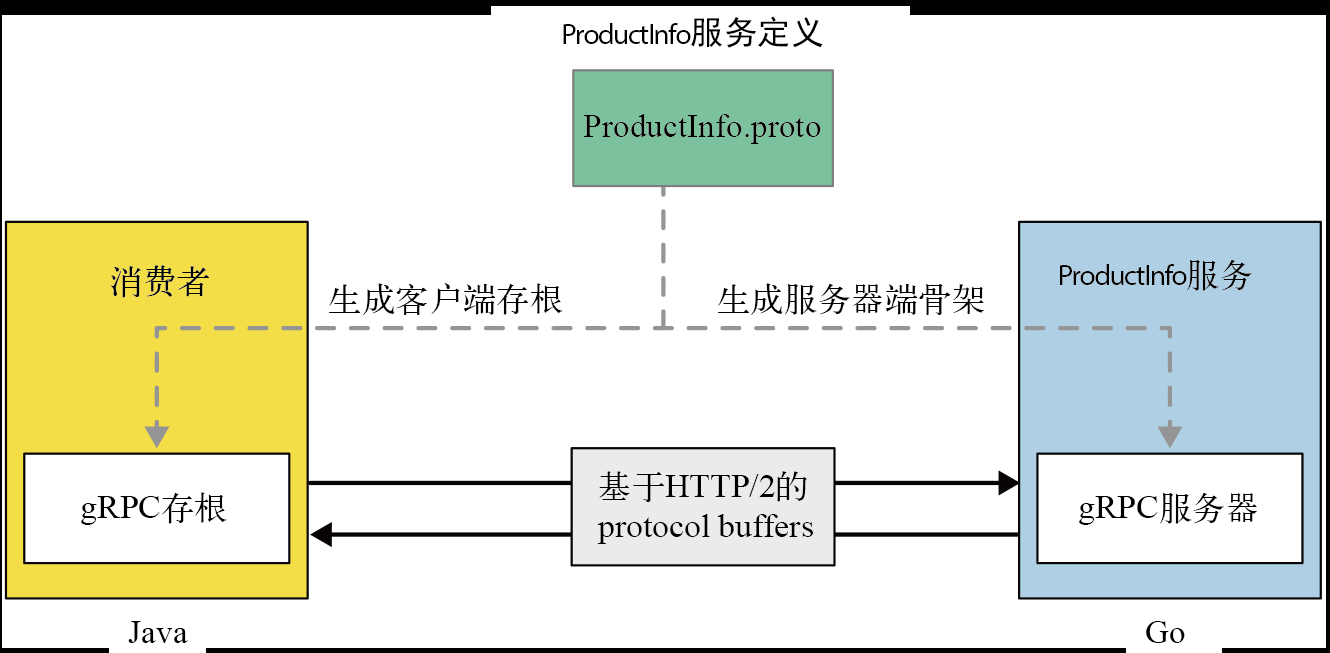 ProductInfo服务定义
ProductInfo.proto
消费者
生成客户端存根
生成服务器端骨架
ProductInfo服务
gRPC存根
基于HTTP/2的
protocol buffers
gRPC服务器
Java
Go